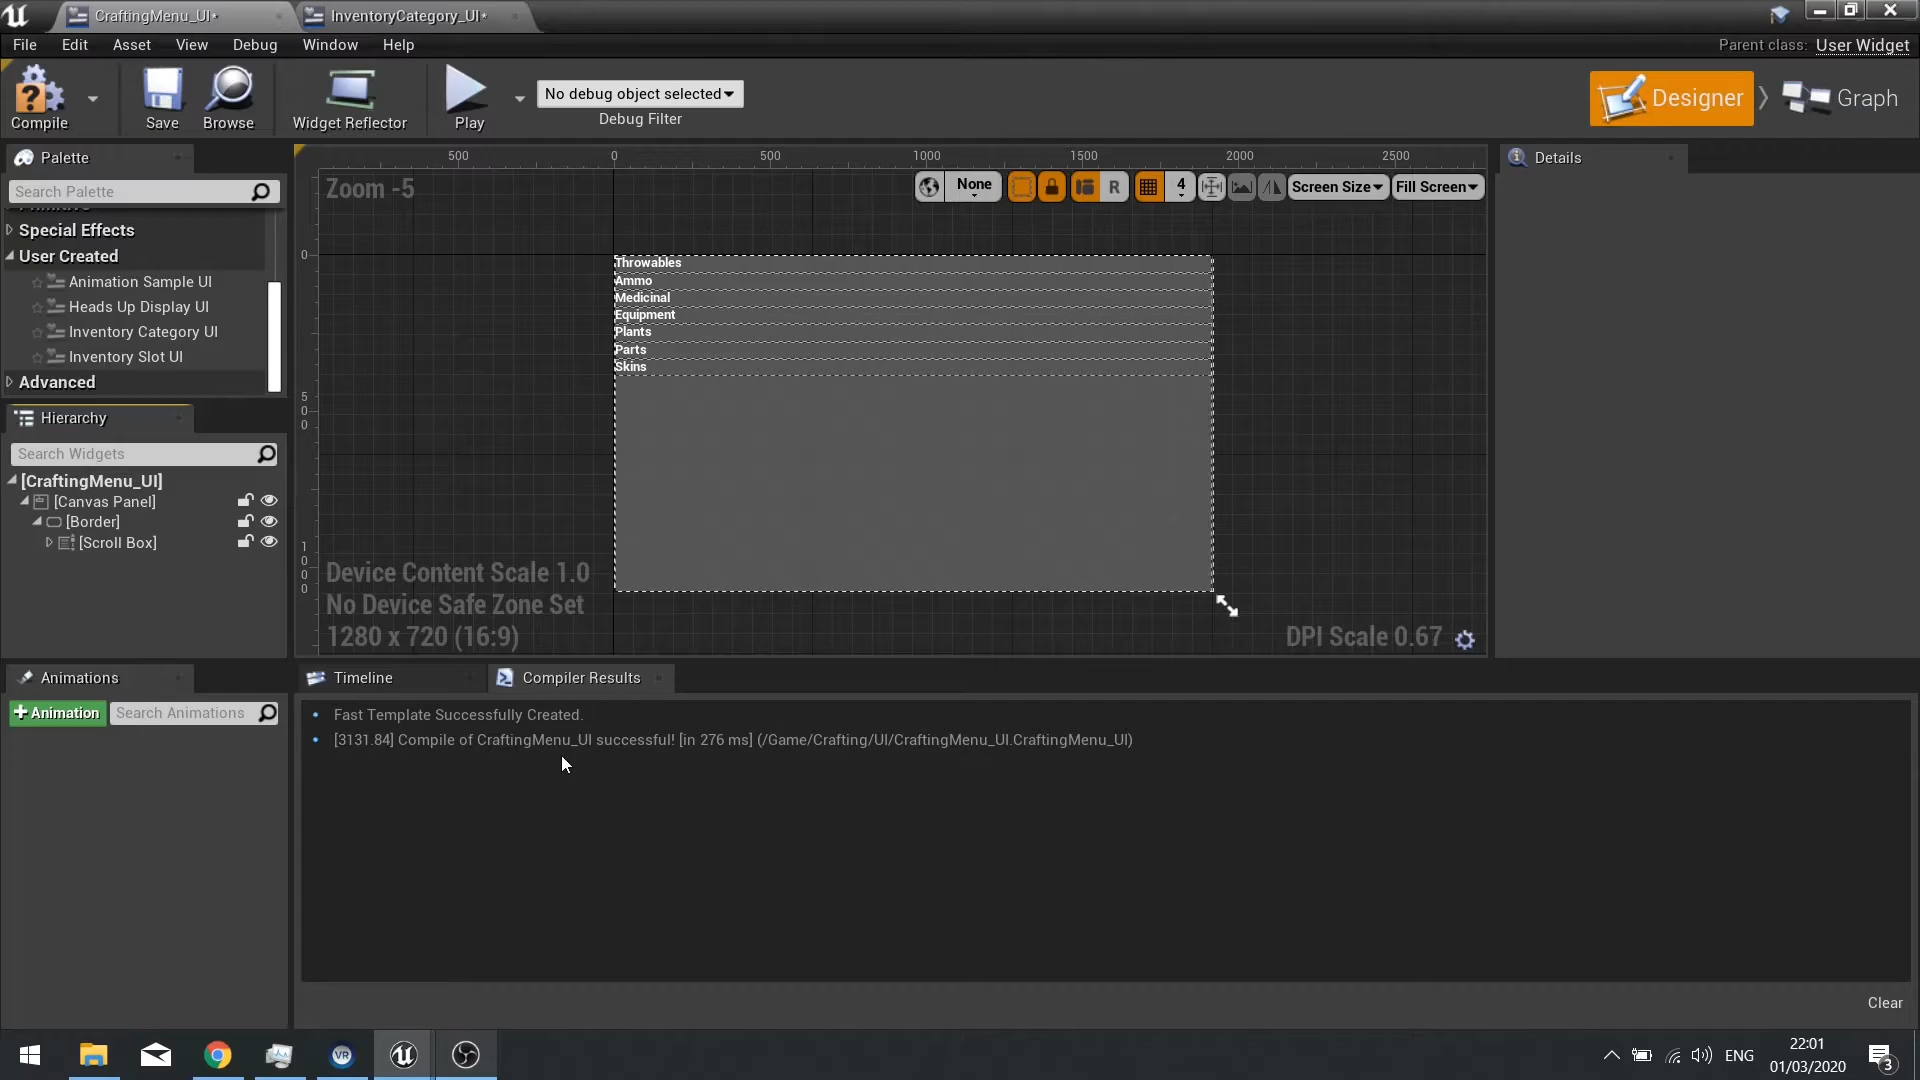 CraftingMenu_UI*
InventoryCategory_UI*
File Edit Asset View Debug Window Help
Parent class: User Widget
Compile
Save
Browse
Widget Reflector
Play
No debug object selected
Debug Filter
Designer
Graph
Palette
Search Palette
Primitive
Special Effects
User Created
Animation Sample UI
Heads Up Display UI
Inventory Category UI
Inventory Slot UI
Advanced
Hierarchy
Search Widgets
[CraftingMenu_UI]
[Canvas Panel]
[Border]
[Scroll Box]
500 0 500 1000 1500 2000 2500
Zoom -5
None
R
4
Screen Size
Fill Screen
0
500
1000
Throwables
Ammo
Medicinal
Equipment
Plants
Parts
Skins
Device Content Scale 1.0
No Device Safe Zone Set
1280 x 720 (16:9)
DPI Scale 0.67
Details
Animations
+ Animation
Search Animations
Timeline
Compiler Results
Fast Template Successfully Created.
[3131.84] Compile of CraftingMenu_UI successful! [in 276 ms] (/Game/Crafting/UI/CraftingMenu_UI.CraftingMenu_UI)
Clear
VR
ENG
22:01
01/03/2020
3